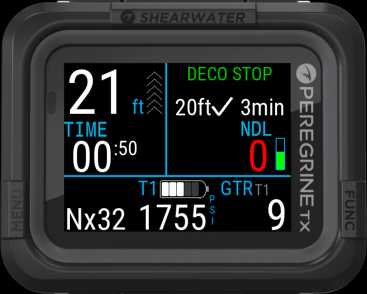 SHEARWATER
21 ft
DECO STOP
20ft 3min
TIME
00:50
NDL
0
T1
GTR T1
Nx32 1755 PSI 9
PEREGRINE TX
MENU
FUNC